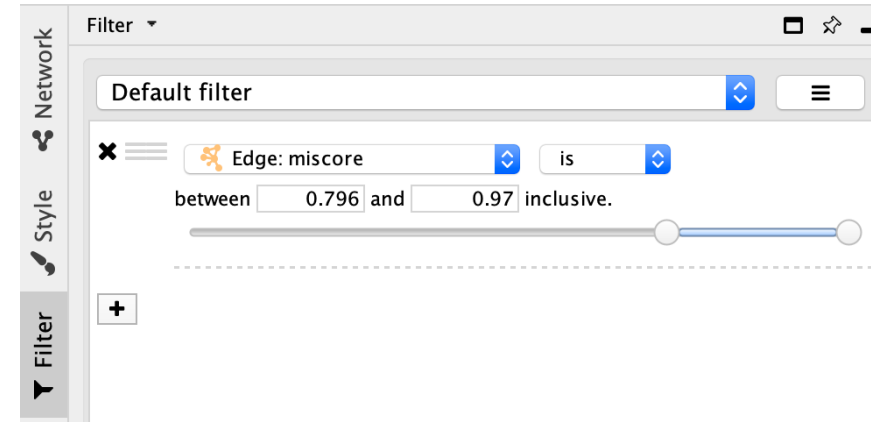 Filter
Network
Style
Filter
Default filter
Edge: miscore
is
between 0.796 and 0.97 inclusive.